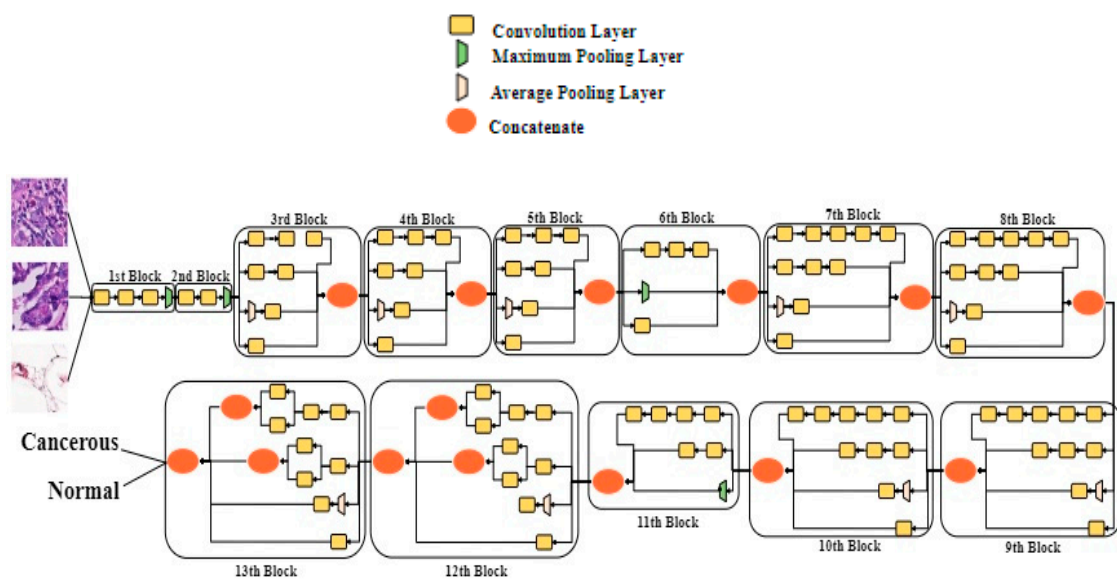 Convolution Layer
Maximum Pooling Layer
Average Pooling Layer
Concatenate
1st Block
2nd Block
3rd Block
4th Block
5th Block
6th Block
7th Block
8th Block
Cancerous
Normal
13th Block
12th Block
11th Block
10th Block
9th Block